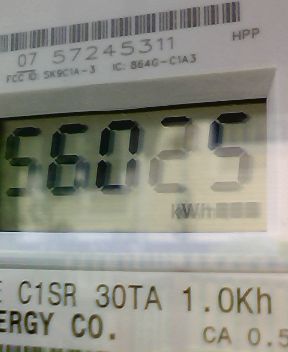 07 57245311
HPP
FCC ID: SK9C1A-3 IC: 864G-C1A3
56025
kWh
C1SR 30TA 1.0Kh
ERGY CO.
CA 0.5